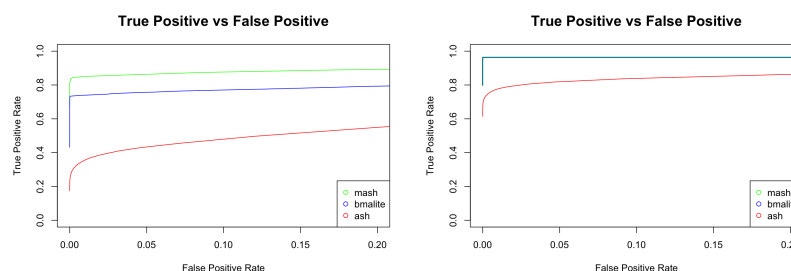 True Positive vs False Positive
True Positive Rate
1.0
0.8
0.6
0.4
0.2
0.0
mash
bmalite
ash
0.00 0.05 0.10 0.15 0.20
False Positive Rate
True Positive vs False Positive
True Positive Rate
1.0
0.8
0.6
0.4
0.2
0.0
mash
bmalit
ash
0.00 0.05 0.10 0.15 0.20
False Positive Rate